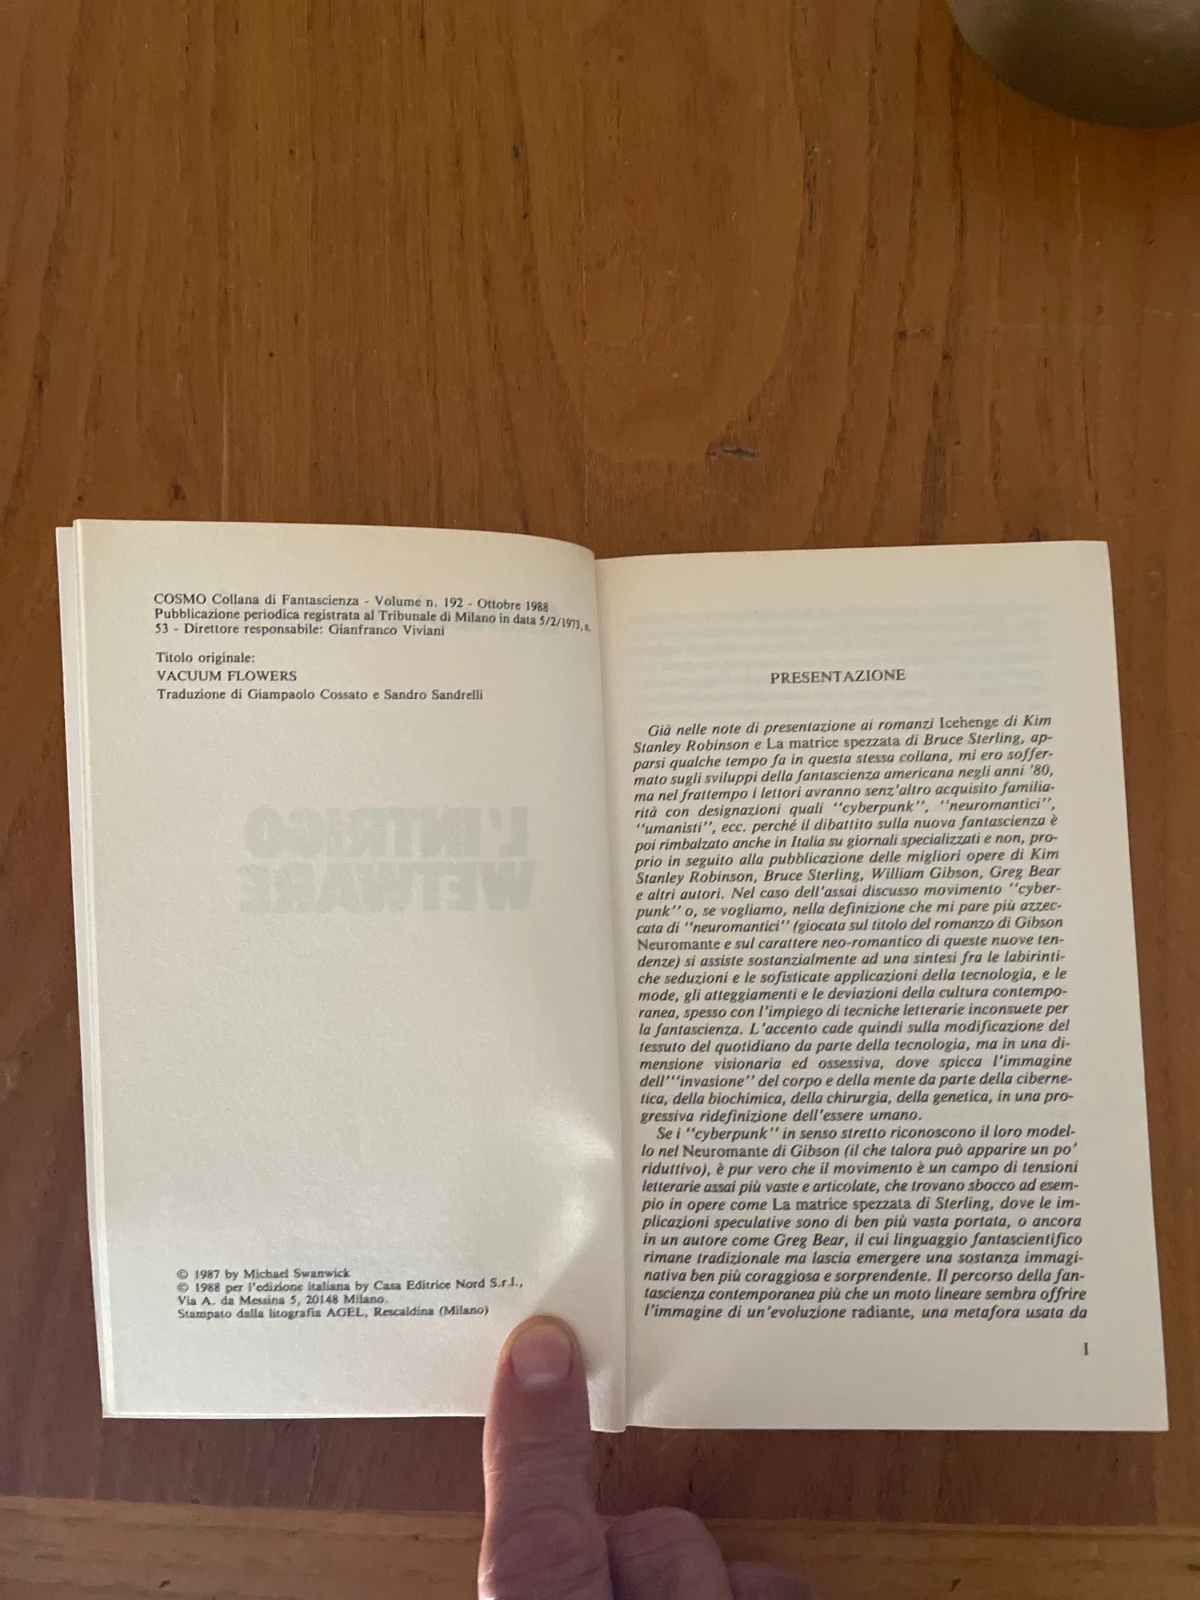 COSMO Collana di Fantascienza - Volume n. 192 - Ottobre 1988
Pubblicazione periodica registrata al Tribunale di Milano in data 5/2/1973, n.
53 - Direttore responsabile: Gianfranco Viviani
Titolo originale:
VACUUM FLOWERS
Traduzione di Giampaolo Cossato e Sandro Sandrelli
© 1987 by Michael Swanwick
© 1988 per l'edizione italiana by Casa Editrice Nord S.r.l.,
Via A. da Messina 5, 20148 Milano.
Stampato dalla litografia AGEL, Rescaldina (Milano)
PRESENTAZIONE
Già nelle note di presentazione ai romanzi Icehenge di Kim
Stanley Robinson e La matrice spezzata di Bruce Sterling, ap-
parsi qualche tempo fa in questa stessa collana, mi ero soffer-
mato sugli sviluppi della fantascienza americana negli anni '80,
ma nel frattempo i lettori avranno senz'altro acquisito familia-
rità con designazioni quali "cyberpunk", "neuromantici",
"umanisti", ecc. perché il dibattito sulla nuova fantascienza è
poi rimbalzato anche in Italia su giornali specializzati e non, pro-
prio in seguito alla pubblicazione delle migliori opere di Kim
Stanley Robinson, Bruce Sterling, William Gibson, Greg Bear
e altri autori. Nel caso dell'assai discusso movimento "cyber-
punk" o, se vogliamo, nella definizione che mi pare più azzec-
cata di "neuromantici" (giocata sul titolo del romanzo di Gibson
Neuromante e sul carattere neo-romantico di queste nuove ten-
denze) si assiste sostanzialmente ad una sintesi fra le labirinti-
che seduzioni e le sofisticate applicazioni della tecnologia, e le
mode, gli atteggiamenti e le deviazioni della cultura contempo-
ranea, spesso con l'impiego di tecniche letterarie inconsuete per
la fantascienza. L'accento cade quindi sulla modificazione del
tessuto del quotidiano da parte della tecnologia, ma in una di-
mensione visionaria ed ossessiva, dove spicca l'immagine
dell'"invasione" del corpo e della mente da parte della ciberne-
tica, della biochimica, della chirurgia, della genetica, in una pro-
gressiva ridefinizione dell'essere umano.
Se i "cyberpunk" in senso stretto riconoscono il loro model-
lo nel Neuromante di Gibson (il che talora può apparire un po'
riduttivo), è pur vero che il movimento è un campo di tensioni
letterarie assai più vaste e articolate, che trovano sbocco ad esem-
pio in opere come La matrice spezzata di Sterling, dove le im-
plicazioni speculative sono di ben più vasta portata, o ancora
in un autore come Greg Bear, il cui linguaggio fantascientifico
rimane tradizionale ma lascia emergere una sostanza immagi-
nativa ben più coraggiosa e sorprendente. Il percorso della fan-
tascienza contemporanea più che un moto lineare sembra offrire
l'immagine di un'evoluzione radiante, una metafora usata da
I